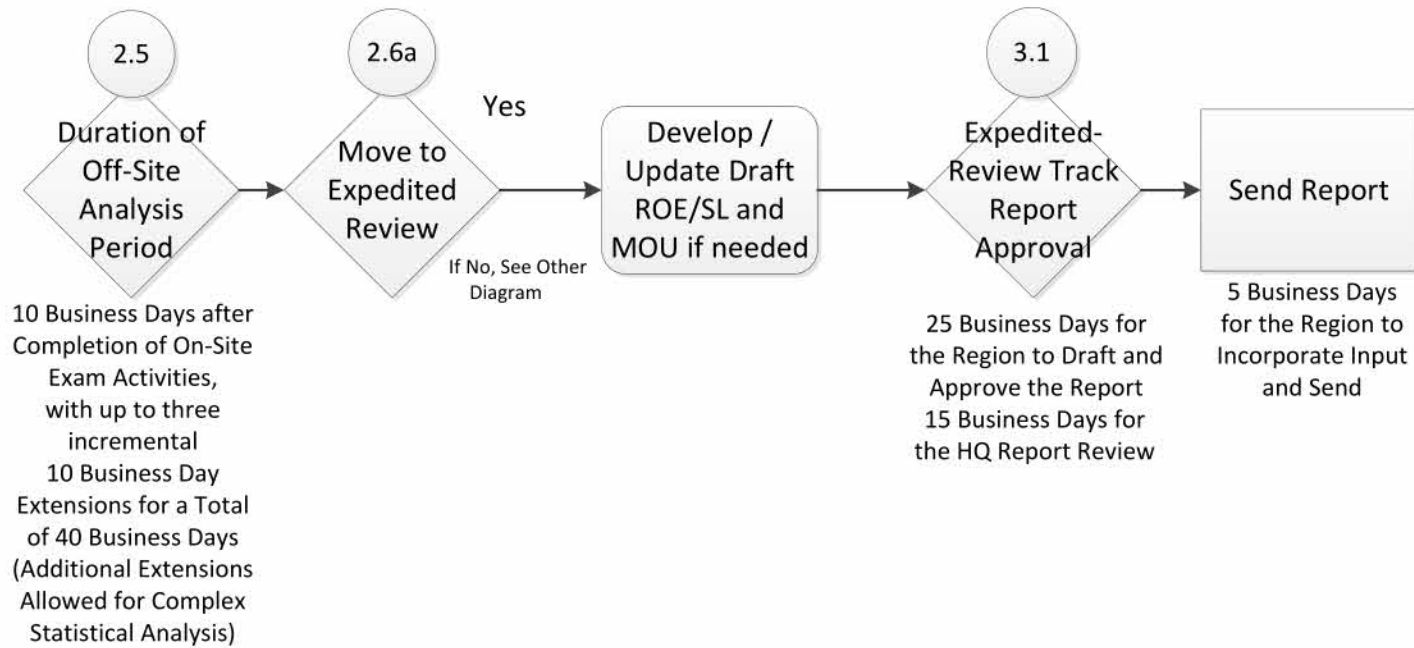 2.5
Duration of
Off-Site
Analysis
Period
10 Business Days after
Completion of On-Site
Exam Activities,
with up to three
incremental
10 Business Day
Extensions for a Total
of 40 Business Days
(Additional Extensions
Allowed for Complex
Statistical Analysis)
2.6a
Move to
Expedited
Review
Yes
If No, See Other
Diagram
Develop /
Update Draft
ROE/SL and
MOU if needed
3.1
Expedited-
Review Track
Report
Approval
25 Business Days for
the Region to Draft and
Approve the Report
15 Business Days for
the HQ Report Review
Send Report
5 Business Days
for the Region to
Incorporate Input
and Send